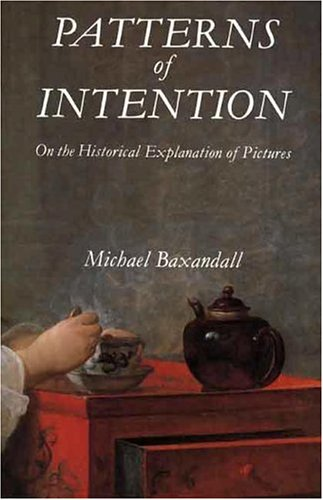 PATTERNS
of
INTENTION
On the Historical Explanation of Pictures
Michael Baxandall